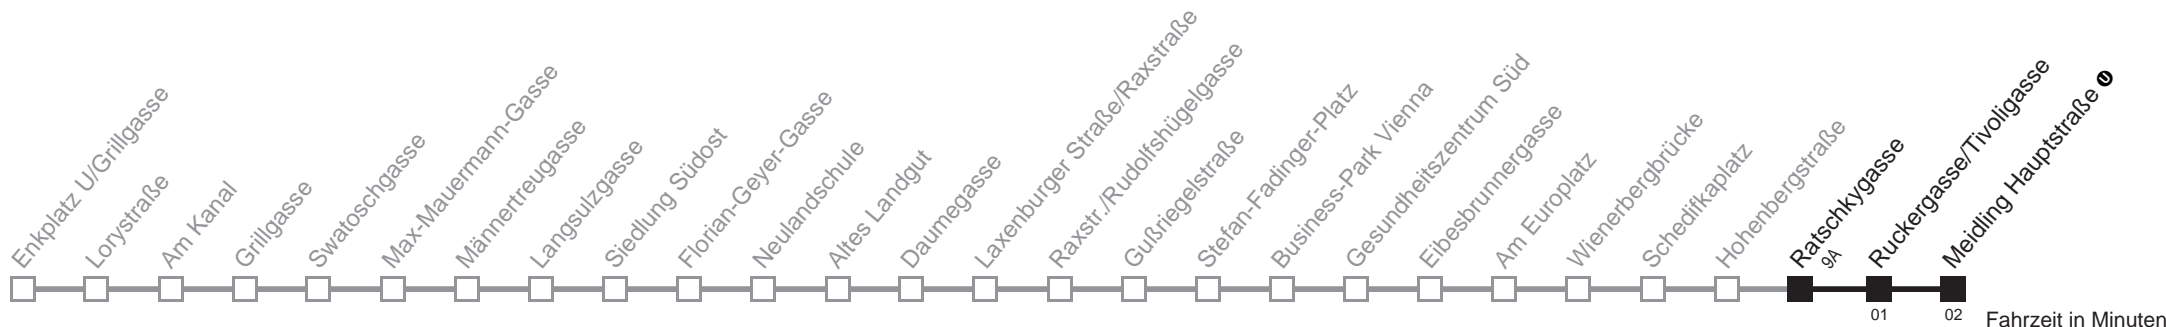 Enkplatz U/Grillgasse
Lorystraße
Am Kanal
Grillgasse
Swatoschgasse
Max-Mauermann-Gasse
Männertreugasse
Langsulzgasse
Siedlung Südost
Florian-Geyer-Gasse
Neulandschule
Altes Landgut
Daumegasse
Laxenburger Straße/Raxstraße
Raxstr./Rudolfshügelgasse
Gußriegelstraße
Stefan-Fadinger-Platz
Business-Park Vienna
Gesundheitszentrum Süd
Eibesbrunnergasse
Am Europlatz
Wienerbergbrücke
Schedifkaplatz
Hohenbergstraße
Ratschkygasse
9A
Ruckergasse/Tivoligasse
Meidling Hauptstraße U
01
02
Fahrzeit in Minuten